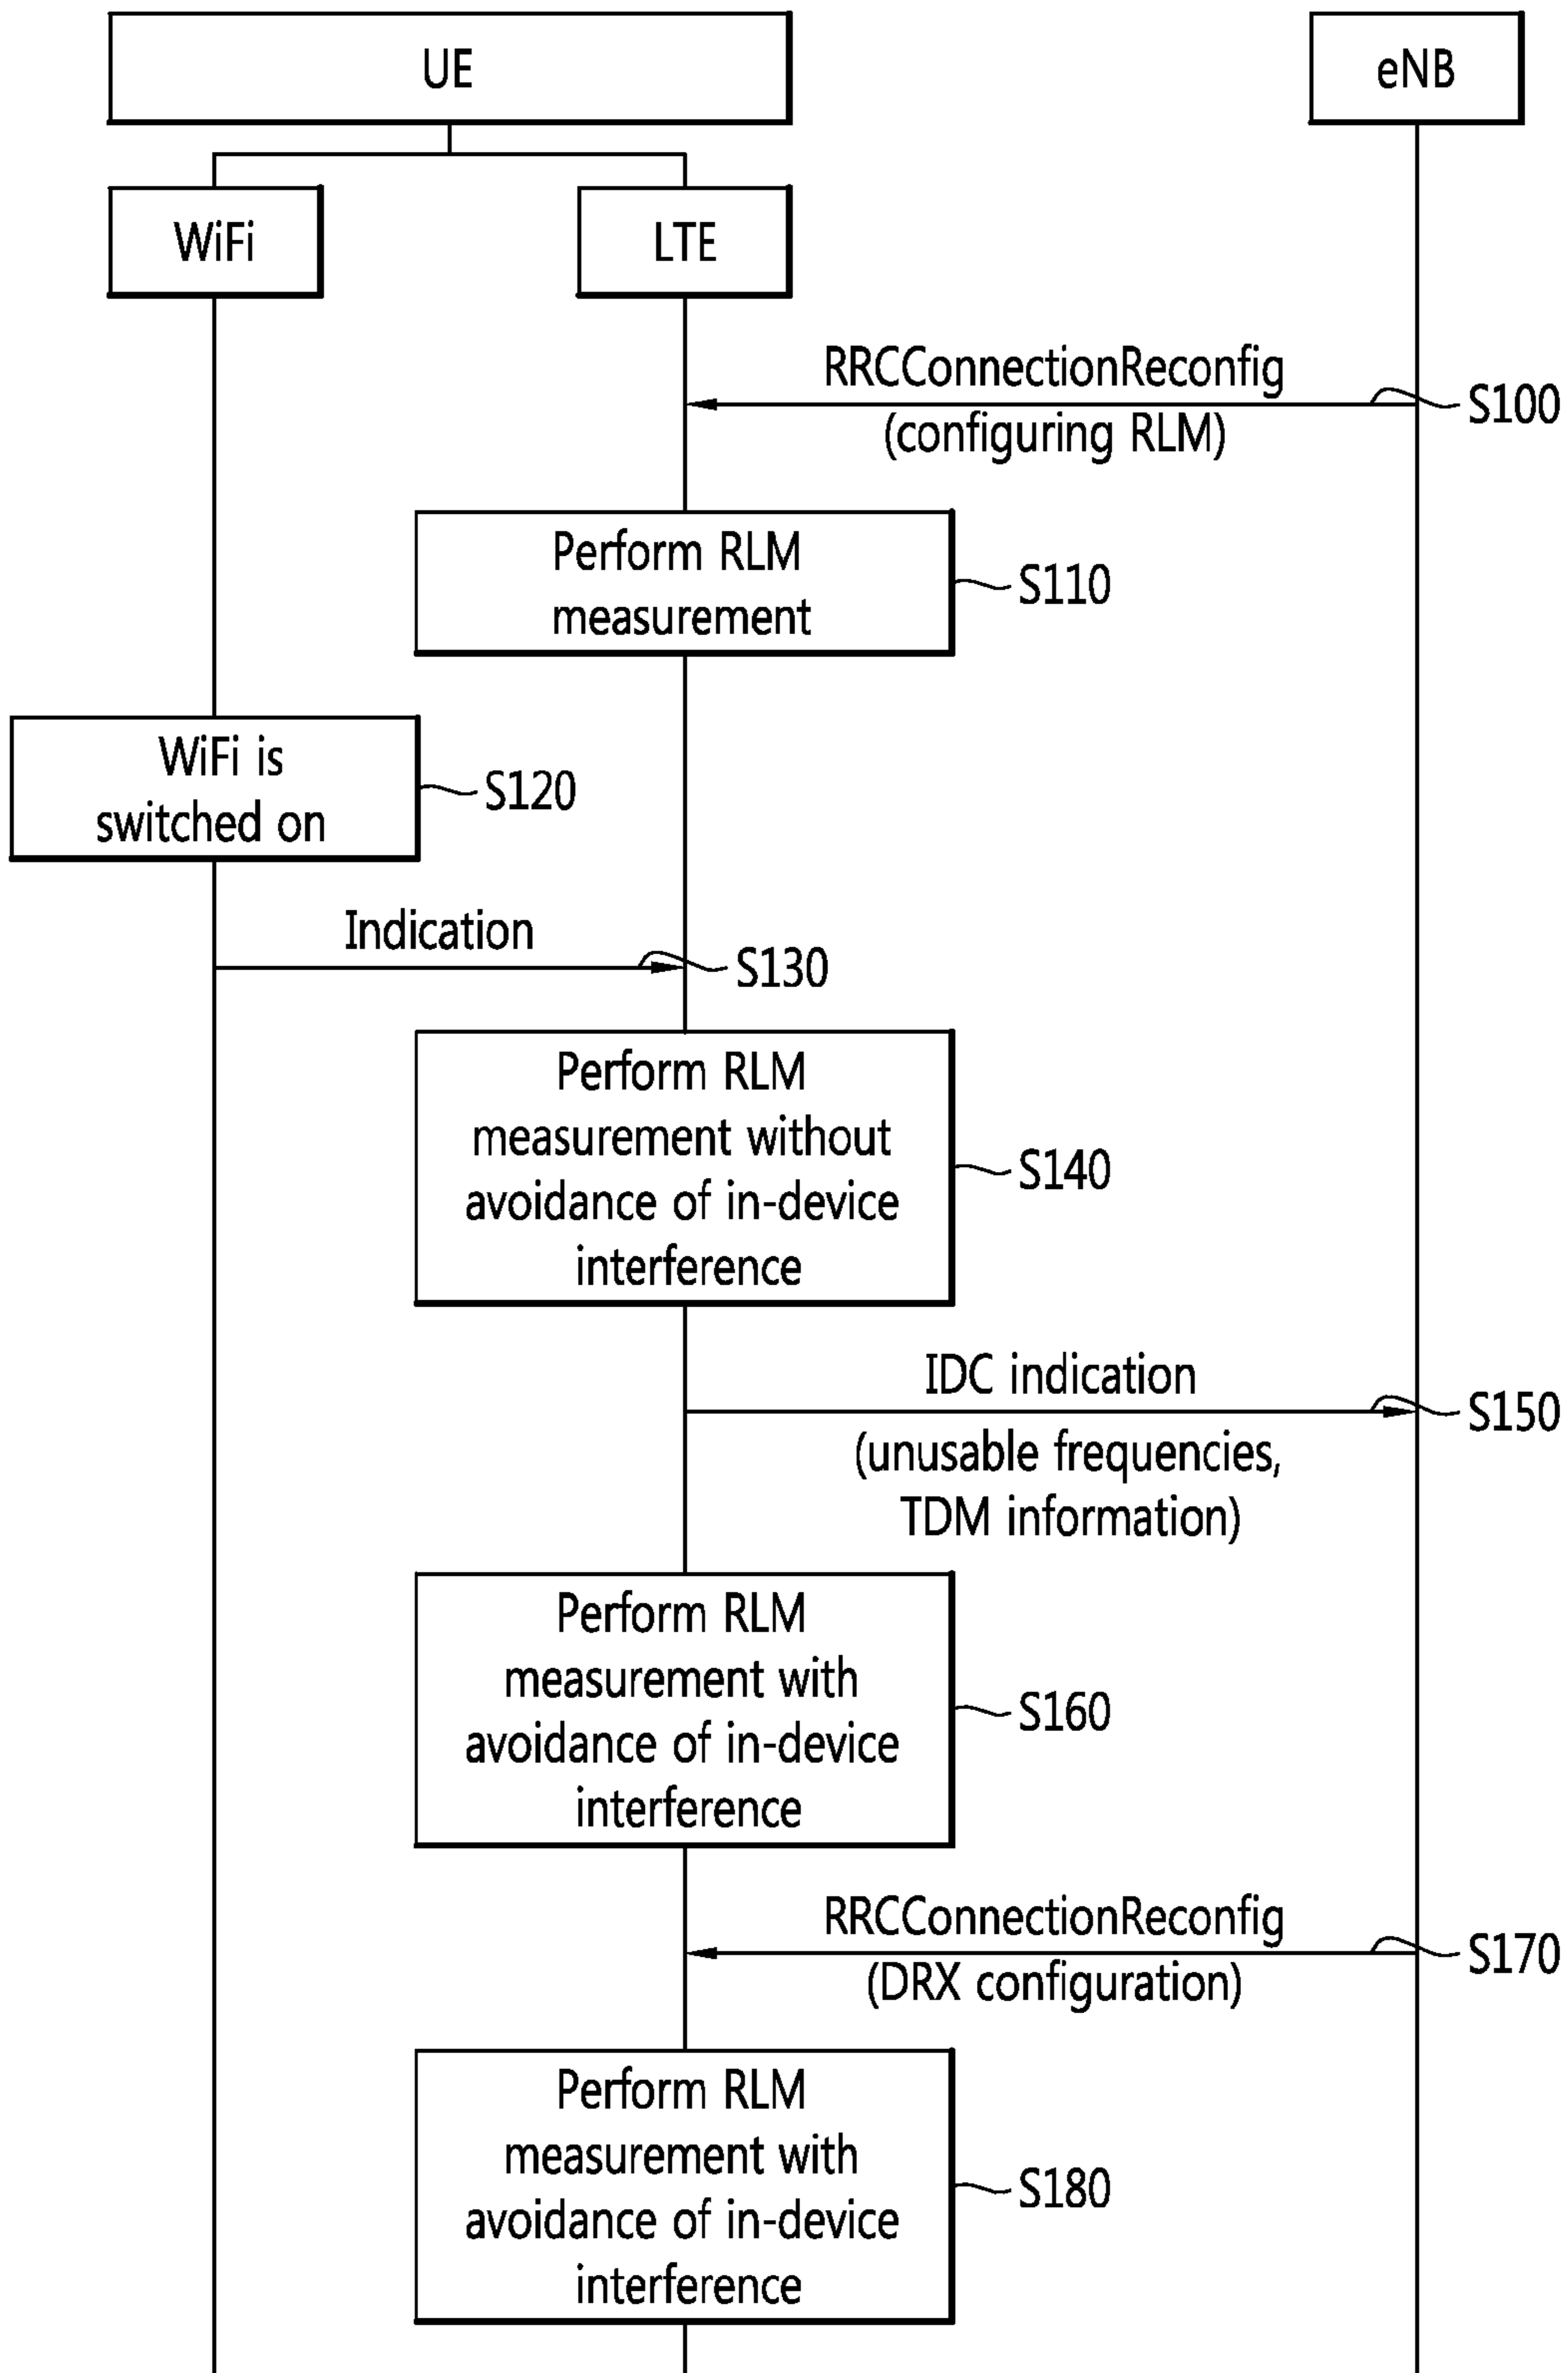 UE
eNB
WiFi
LTE
RRCConnectionReconfig
S100
(configuring RLM)
Perform RLM
measurement
S110
WiFi is
switched on
S120
Indication
S130
Perform RLM
measurement without
avoidance of in-device
interference
S140
IDC indication
S150
(unusable frequencies,
TDM information)
Perform RLM
measurement with
avoidance of in-device
interference
S160
RRCConnectionReconfig
S170
(DRX configuration)
Perform RLM
measurement with
avoidance of in-device
interference
S180